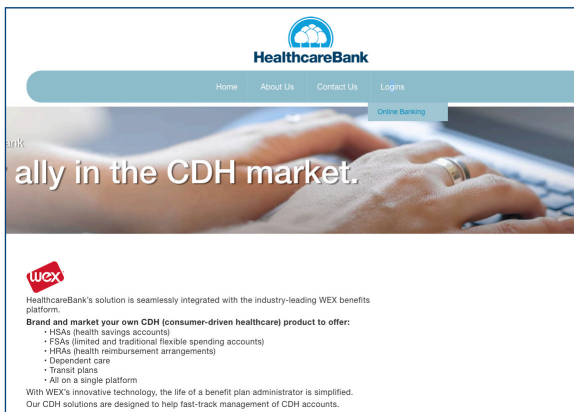 HealthcareBank
Home About Us Contact Us Logins
Online Banking
ank
ally in the CDH market.
wex
HealthcareBank's solution is seamlessly integrated with the industry-leading WEX benefits
platform.
Brand and market your own CDH (consumer-driven healthcare) product to offer:
• HSAs (health savings accounts)
• FSAs (limited and traditional flexible spending accounts)
• HRAs (health reimbursement arrangements)
• Dependent care
• Transit plans
• All on a single platform
With WEX's innovative technology, the life of a benefit plan administrator is simplified.
Our CDH solutions are designed to help fast-track management of CDH accounts.